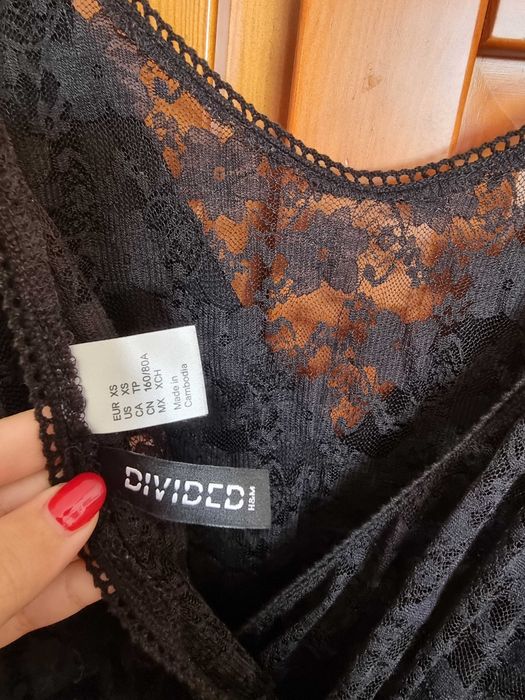 EUR XS
US XS
CA TP
CN 160/80A
MX XCH
Made in
Cambodia
DIVIDED
H&M